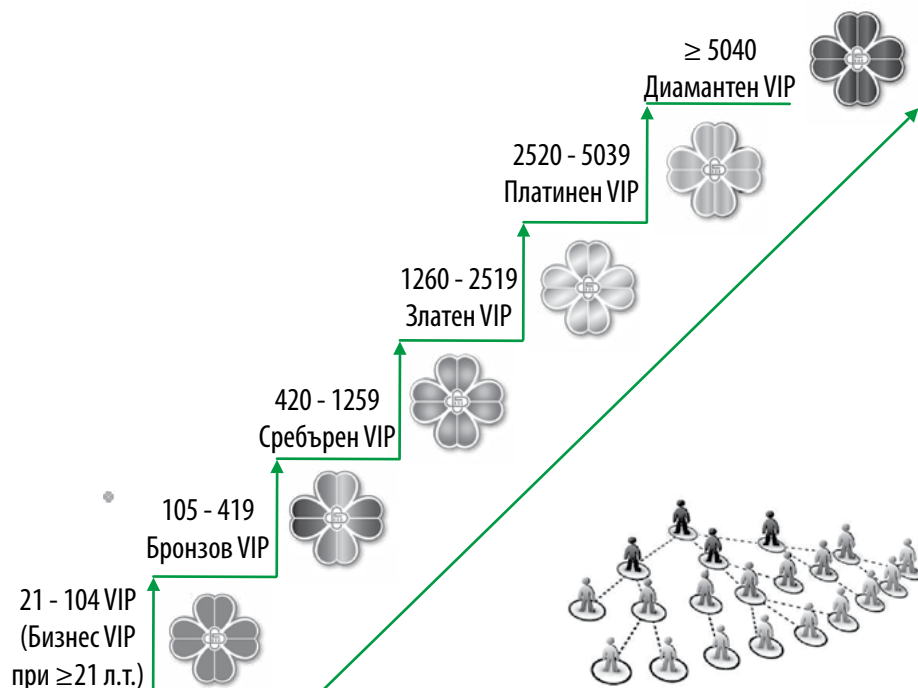 ≥ 5040
Диамантен VIP
2520 - 5039
Платинен VIP
1260 - 2519
Златен VIP
420 - 1259
Сребърен VIP
105 - 419
Бронзов VIP
21 - 104 VIP
(Бизнес VIP
при ≥21 л.т.)